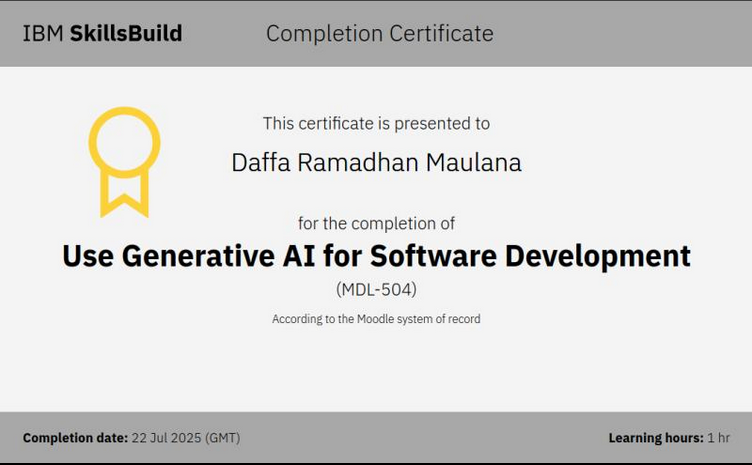 IBM SkillsBuild
Completion Certificate
This certificate is presented to
Daffa Ramadhan Maulana
for the completion of
Use Generative AI for Software Development
(MDL-504)
According to the Moodle system of record
Completion date: 22 Jul 2025 (GMT)
Learning hours: 1 hr